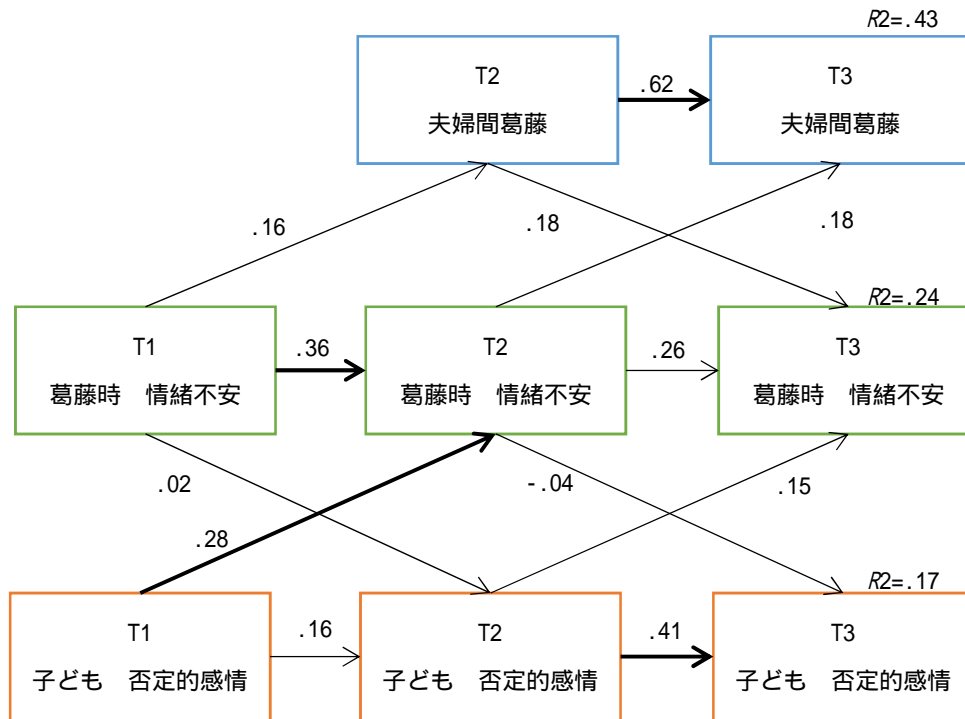 R2=.43
T2
夫婦間葛藤
.62
T3
夫婦間葛藤
.16
.18
.18
R2=.24
T1
葛藤時　情緒不安
.36
T2
葛藤時　情緒不安
.26
T3
葛藤時　情緒不安
.02
.28
-.04
.15
R2=.17
T1
子ども　否定的感情
.16
T2
子ども　否定的感情
.41
T3
子ども　否定的感情